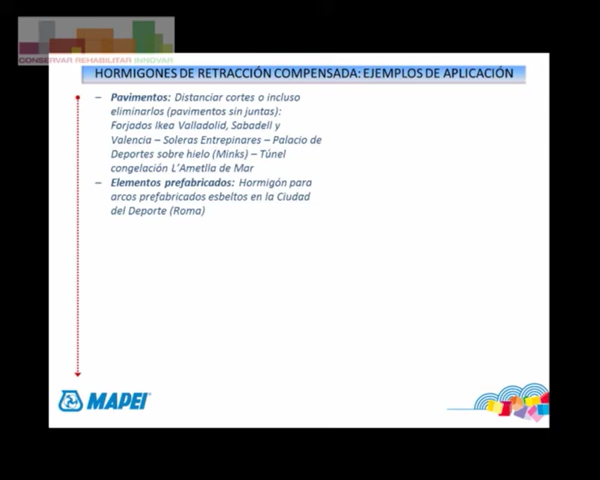 CONSERVAR REHABILITAR INNOVAR
HORMIGONES DE RETRACCIÓN COMPENSADA: EJEMPLOS DE APLICACIÓN
– Pavimentos: Distanciar cortes o incluso
eliminarlos (pavimentos sin juntas):
Forjados Ikea Valladolid, Sabadell y
Valencia – Soleras Entrepinares – Palacio de
Deportes sobre hielo (Minks) – Túnel
congelación L'Ametlla de Mar
– Elementos prefabricados: Hormigón para
arcos prefabricados esbeltos en la Ciudad
del Deporte (Roma)
MAPEI